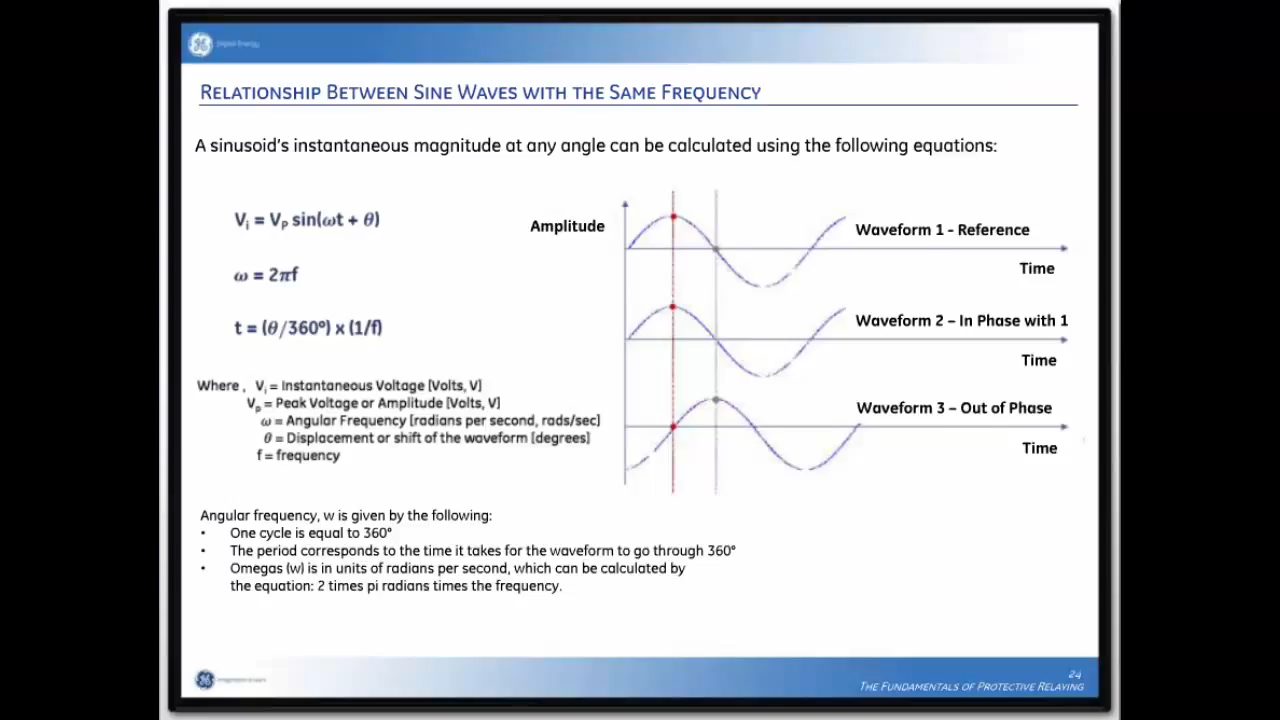 Digital Energy
RELATIONSHIP BETWEEN SINE WAVES WITH THE SAME FREQUENCY
A sinusoid's instantaneous magnitude at any angle can be calculated using the following equations:
Vi = VP sin(ωt + θ)
ω = 2πf
t = (θ/360°) x (1/f)
Where , Vi = Instantaneous Voltage [Volts, V]
Vp = Peak Voltage or Amplitude [Volts, V]
ω = Angular Frequency [radians per second, rads/sec]
θ = Displacement or shift of the waveform [degrees]
f = frequency
Amplitude
Waveform 1 - Reference
Time
Waveform 2 – In Phase with 1
Time
Waveform 3 – Out of Phase
Time
Angular frequency, w is given by the following:
• One cycle is equal to 360°
• The period corresponds to the time it takes for the waveform to go through 360°
• Omegas (w) is in units of radians per second, which can be calculated by
the equation: 2 times pi radians times the frequency.
24
THE FUNDAMENTALS OF PROTECTIVE RELAYING